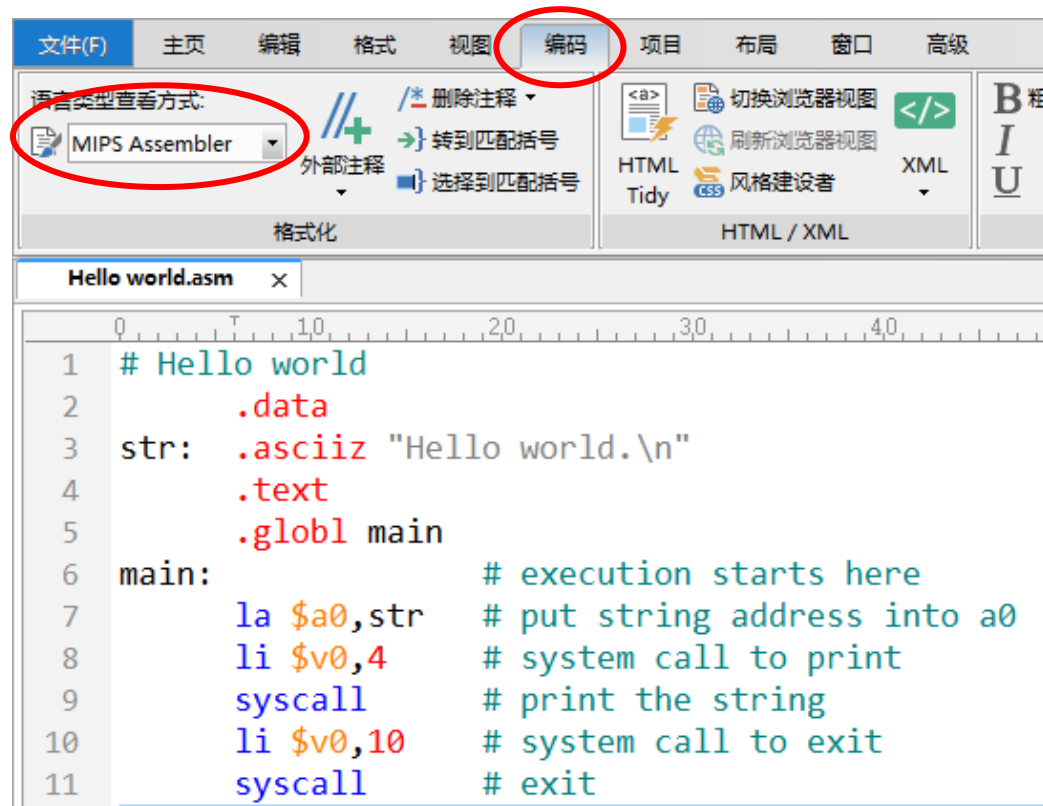 文件(F) 主页 编辑 格式 视图 编码 项目 布局 窗口 高级
语言类型查看方式:
MIPS Assembler
外部注释
/* 删除注释
转到匹配括号
选择到匹配括号
格式化
<a>
HTML
Tidy
切换浏览器视图
刷新浏览器视图
CSS 风格建设者
</>
XML
HTML / XML
B 粗
I
U
Hello world.asm ×
0 10 20 30 40
1 # Hello world
2 .data
3 str: .asciiz "Hello world.\n"
4 .text
5 .globl main
6 main: # execution starts here
7 la $a0,str # put string address into a0
8 li $v0,4 # system call to print
9 syscall # print the string
10 li $v0,10 # system call to exit
11 syscall # exit